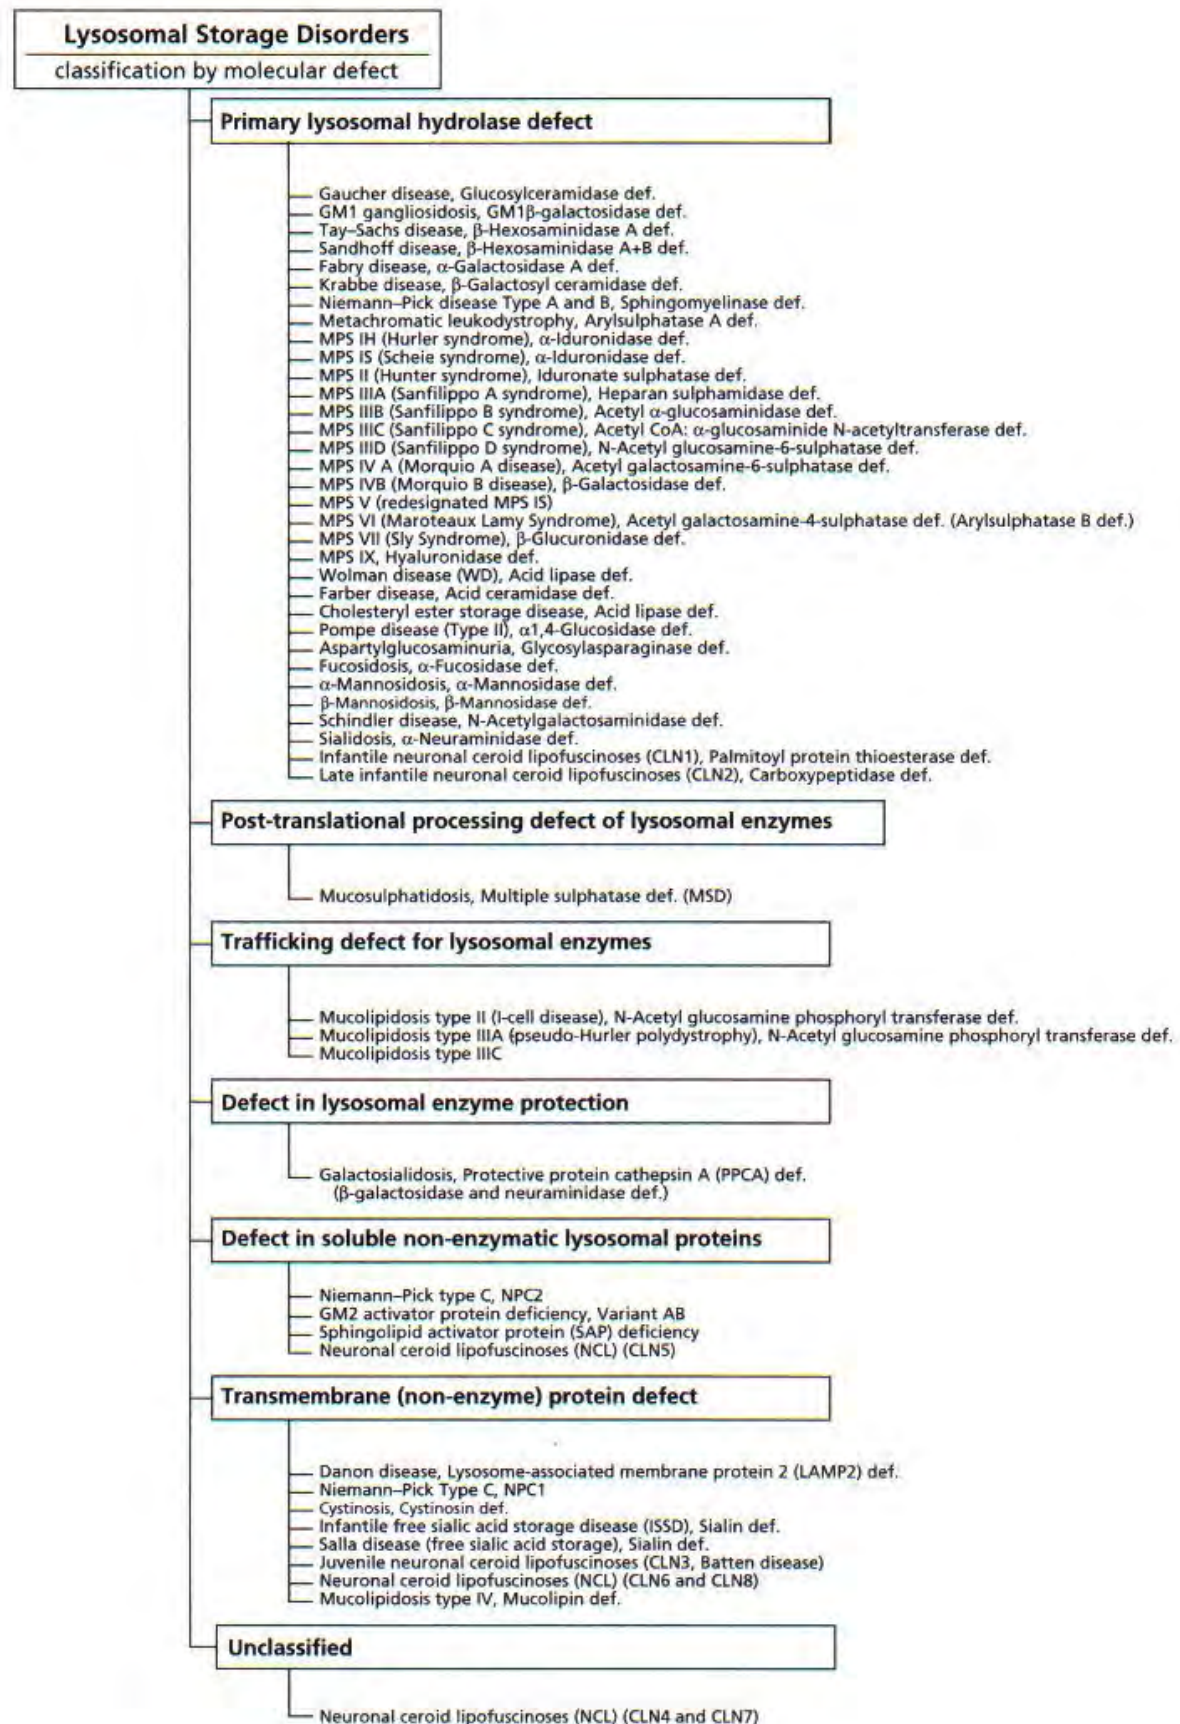 Lysosomal Storage Disorders
classification by molecular defect
Primary lysosomal hydrolase defect
Gaucher disease, Glucosylceramidase def.
GM1 gangliosidosis, GM1β-galactosidase def.
Tay–Sachs disease, β-Hexosaminidase A def.
Sandhoff disease, β-Hexosaminidase A+B def.
Fabry disease, α-Galactosidase A def.
Krabbe disease, β-Galactosyl ceramidase def.
Niemann–Pick disease Type A and B, Sphingomyelinase def.
Metachromatic leukodystrophy, Arylsulphatase A def.
MPS IH (Hurler syndrome), α-Iduronidase def.
MPS IS (Scheie syndrome), α-Iduronidase def.
MPS II (Hunter syndrome), Iduronate sulphatase def.
MPS IIIA (Sanfilippo A syndrome), Heparan sulphamidase def.
MPS IIIB (Sanfilippo B syndrome), Acetyl α-glucosaminidase def.
MPS IIIC (Sanfilippo C syndrome), Acetyl CoA: α-glucosaminide N-acetyltransferase def.
MPS IIID (Sanfilippo D syndrome), N-Acetyl glucosamine-6-sulphatase def.
MPS IV A (Morquio A disease), Acetyl galactosamine-6-sulphatase def.
MPS IVB (Morquio B disease), β-Galactosidase def.
MPS V (redesignated MPS IS)
MPS VI (Maroteaux Lamy Syndrome), Acetyl galactosamine-4-sulphatase def. (Arylsulphatase B def.)
MPS VII (Sly Syndrome), β-Glucuronidase def.
MPS IX, Hyaluronidase def.
Wolman disease (WD), Acid lipase def.
Farber disease, Acid ceramidase def.
Cholesteryl ester storage disease, Acid lipase def.
Pompe disease (Type II), α1,4-Glucosidase def.
Aspartylglucosaminuria, Glycosylasparaginase def.
Fucosidosis, α-Fucosidase def.
α-Mannosidosis, α-Mannosidase def.
β-Mannosidosis, β-Mannosidase def.
Schindler disease, N-Acetylgalactosaminidase def.
Sialidosis, α-Neuraminidase def.
Infantile neuronal ceroid lipofuscinoses (CLN1), Palmitoyl protein thioesterase def.
Late infantile neuronal ceroid lipofuscinoses (CLN2), Carboxypeptidase def.
Post-translational processing defect of lysosomal enzymes
Mucosulphatidosis, Multiple sulphatase def. (MSD)
Trafficking defect for lysosomal enzymes
Mucolipidosis type II (I-cell disease), N-Acetyl glucosamine phosphoryl transferase def.
Mucolipidosis type IIIA (pseudo-Hurler polydystrophy), N-Acetyl glucosamine phosphoryl transferase def.
Mucolipidosis type IIIC
Defect in lysosomal enzyme protection
Galactosialidosis, Protective protein cathepsin A (PPCA) def.
(β-galactosidase and neuraminidase def.)
Defect in soluble non-enzymatic lysosomal proteins
Niemann–Pick type C, NPC2
GM2 activator protein deficiency, Variant AB
Sphingolipid activator protein (SAP) deficiency
Neuronal ceroid lipofuscinoses (NCL) (CLN5)
Transmembrane (non-enzyme) protein defect
Danon disease, Lysosome-associated membrane protein 2 (LAMP2) def.
Niemann–Pick Type C, NPC1
Cystinosis, Cystinosin def.
Infantile free sialic acid storage disease (ISSD), Sialin def.
Salla disease (free sialic acid storage), Sialin def.
Juvenile neuronal ceroid lipofuscinoses (CLN3, Batten disease)
Neuronal ceroid lipofuscinoses (NCL) (CLN6 and CLN8)
Mucolipidosis type IV, Mucolipin def.
Unclassified
Neuronal ceroid lipofuscinoses (NCL) (CLN4 and CLN7)